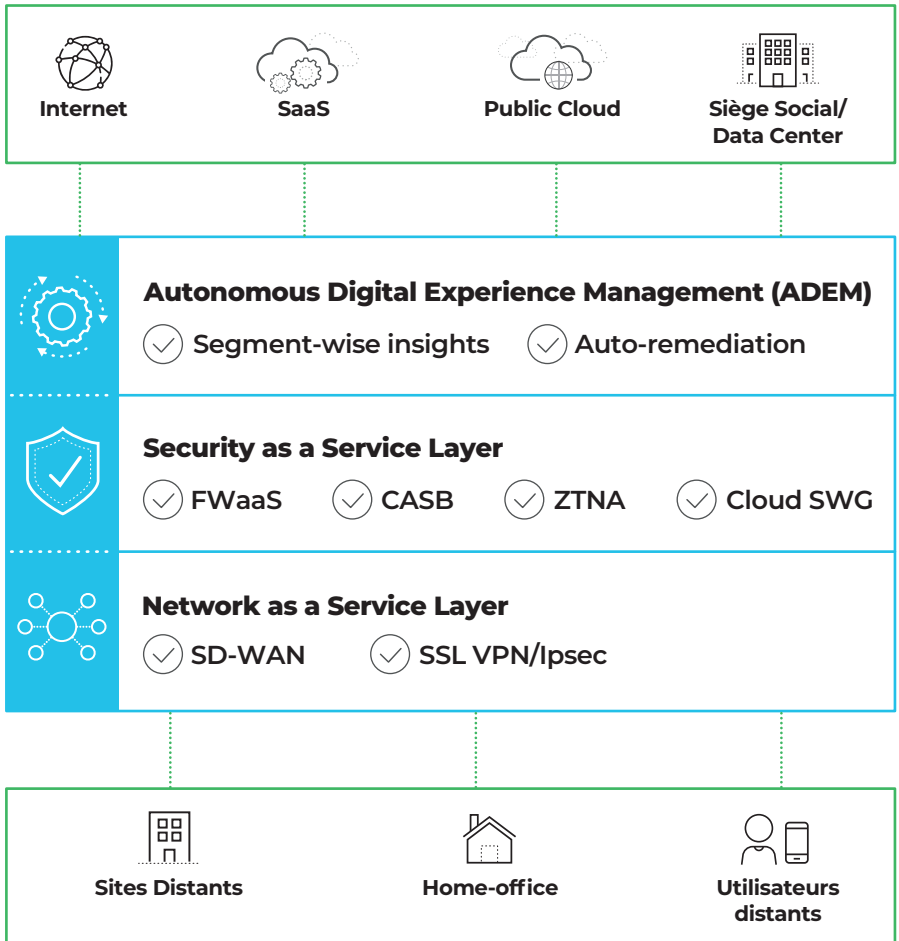 Internet
SaaS
Public Cloud
Siège Social/
Data Center
Autonomous Digital Experience Management (ADEM)
Segment-wise insights
Auto-remediation
Security as a Service Layer
FWaaS
CASB
ZTNA
Cloud SWG
Network as a Service Layer
SD-WAN
SSL VPN/Ipsec
Sites Distants
Home-office
Utilisateurs
distants